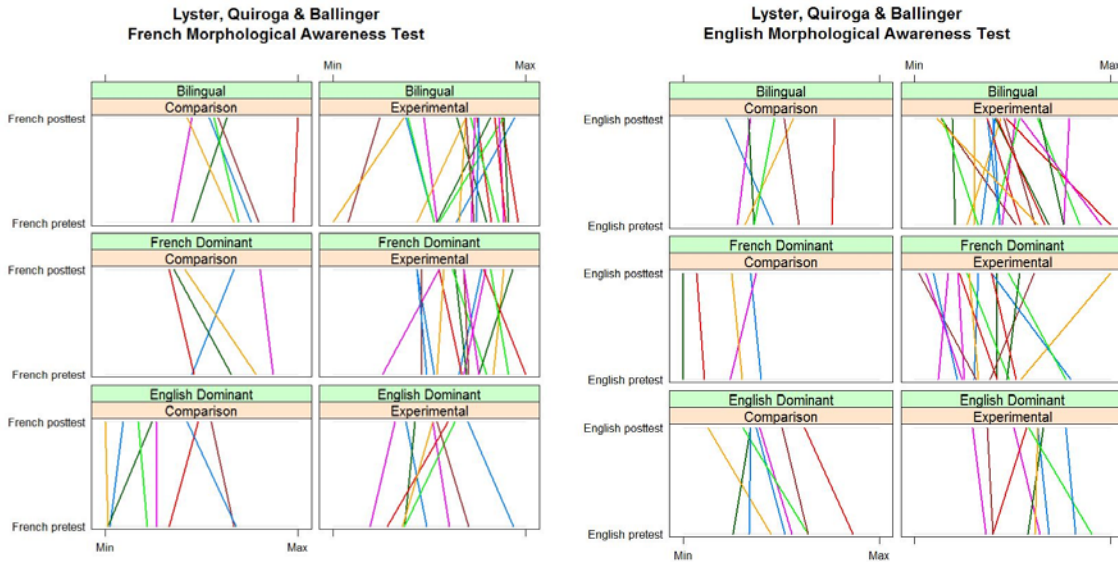 Lyster, Quiroga & Ballinger
French Morphological Awareness Test
Min Max
Bilingual Bilingual
Comparison Experimental
French posttest
French pretest
French Dominant French Dominant
Comparison Experimental
French posttest
French pretest
English Dominant English Dominant
Comparison Experimental
French posttest
French pretest
Min Max
Lyster, Quiroga & Ballinger
English Morphological Awareness Test
Min Max
Bilingual Bilingual
Comparison Experimental
English posttest
English pretest
French Dominant French Dominant
Comparison Experimental
English posttest
English pretest
English Dominant English Dominant
Comparison Experimental
English posttest
English pretest
Min Max